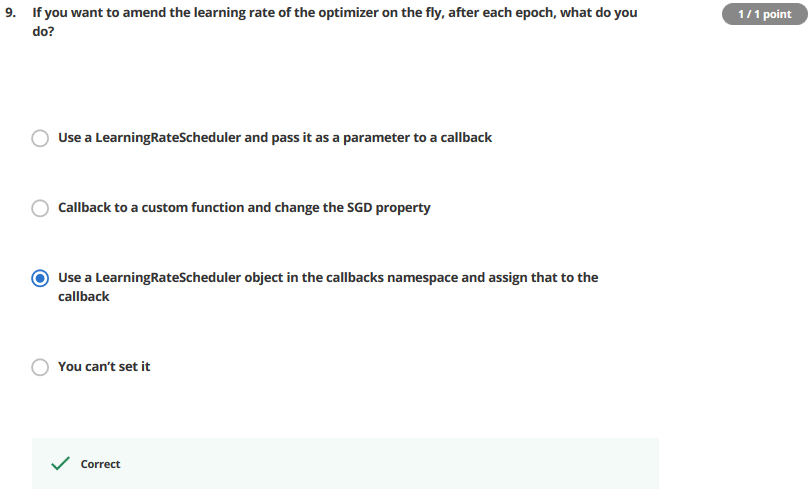 9. If you want to amend the learning rate of the optimizer on the fly, after each epoch, what do you
do?
1 / 1 point
Use a LearningRateScheduler and pass it as a parameter to a callback
Callback to a custom function and change the SGD property
Use a LearningRateScheduler object in the callbacks namespace and assign that to the
callback
You can't set it
Correct